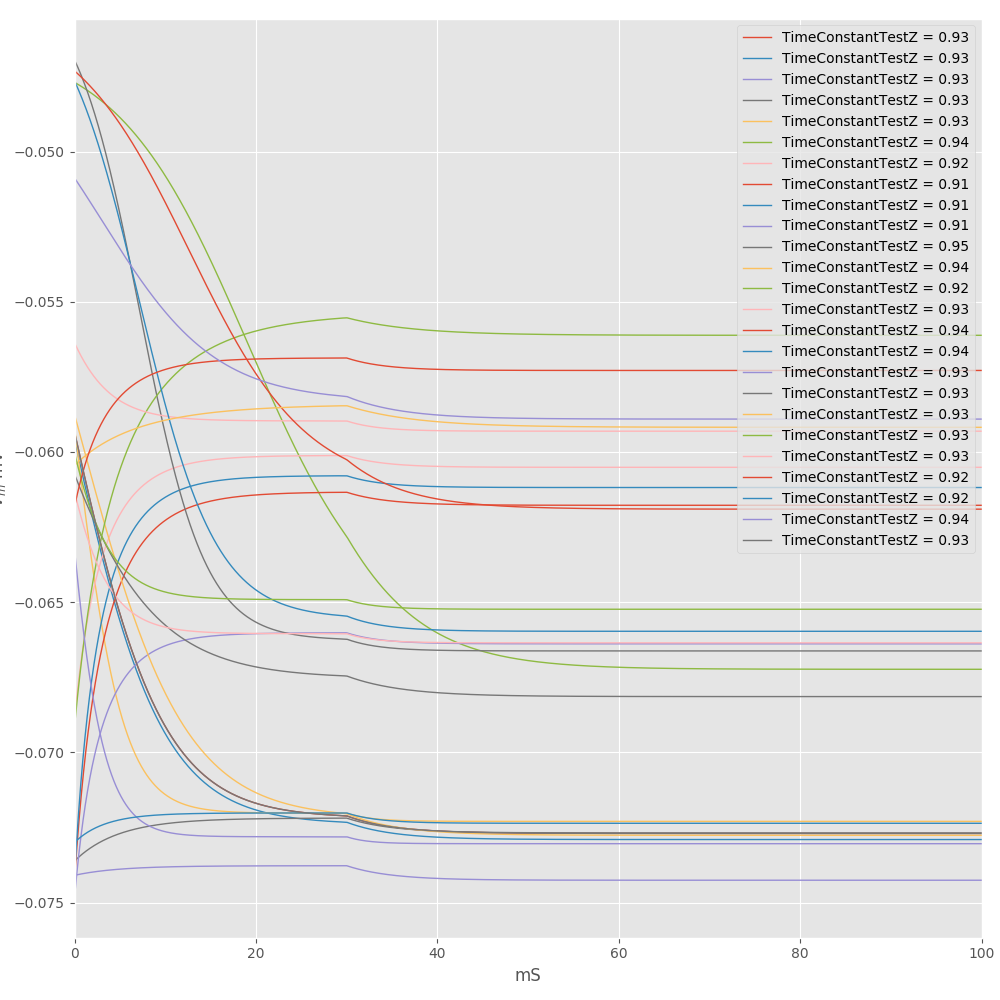 TimeConstantTestZ = 0.93
TimeConstantTestZ = 0.93
TimeConstantTestZ = 0.93
TimeConstantTestZ = 0.93
TimeConstantTestZ = 0.93
TimeConstantTestZ = 0.94
TimeConstantTestZ = 0.92
TimeConstantTestZ = 0.91
TimeConstantTestZ = 0.91
TimeConstantTestZ = 0.91
TimeConstantTestZ = 0.95
TimeConstantTestZ = 0.94
TimeConstantTestZ = 0.92
TimeConstantTestZ = 0.93
TimeConstantTestZ = 0.94
TimeConstantTestZ = 0.94
TimeConstantTestZ = 0.93
TimeConstantTestZ = 0.93
TimeConstantTestZ = 0.93
TimeConstantTestZ = 0.93
TimeConstantTestZ = 0.93
TimeConstantTestZ = 0.92
TimeConstantTestZ = 0.92
TimeConstantTestZ = 0.94
TimeConstantTestZ = 0.93
−0.050
−0.055
−0.060
−0.065
−0.070
−0.075
0 20 40 60 80 100
mS